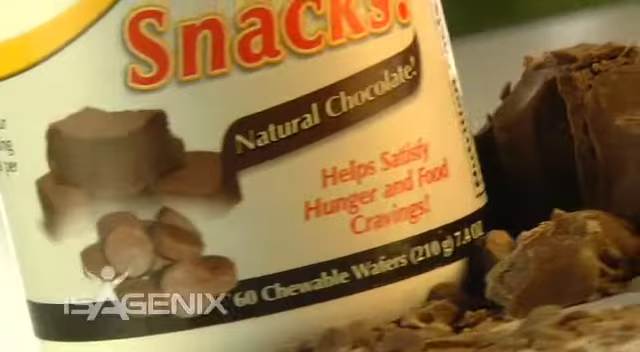 Snacks!
Natural Chocolate!
Helps Satisfy
Hunger and Food
Cravings!
60 Chewable Wafers (210 g) 7.4 OZ
ISAGENIX